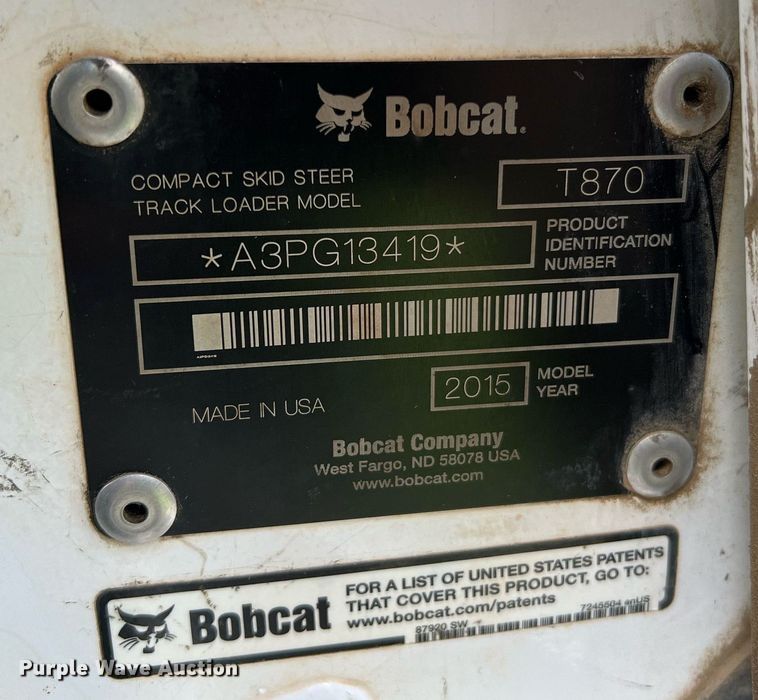 Bobcat.
COMPACT SKID STEER
TRACK LOADER MODEL
T870
*A3PG13419*
PRODUCT
IDENTIFICATION
NUMBER
2015
MODEL
YEAR
MADE IN USA
Bobcat Company
West Fargo, ND 58078 USA
www.bobcat.com
Bobcat
FOR A LIST OF UNITED STATES PATENTS
THAT COVER THIS PRODUCT, GO TO:
www.bobcat.com/patents
7245504 enUS
87920 SW
Purple Wave Auction